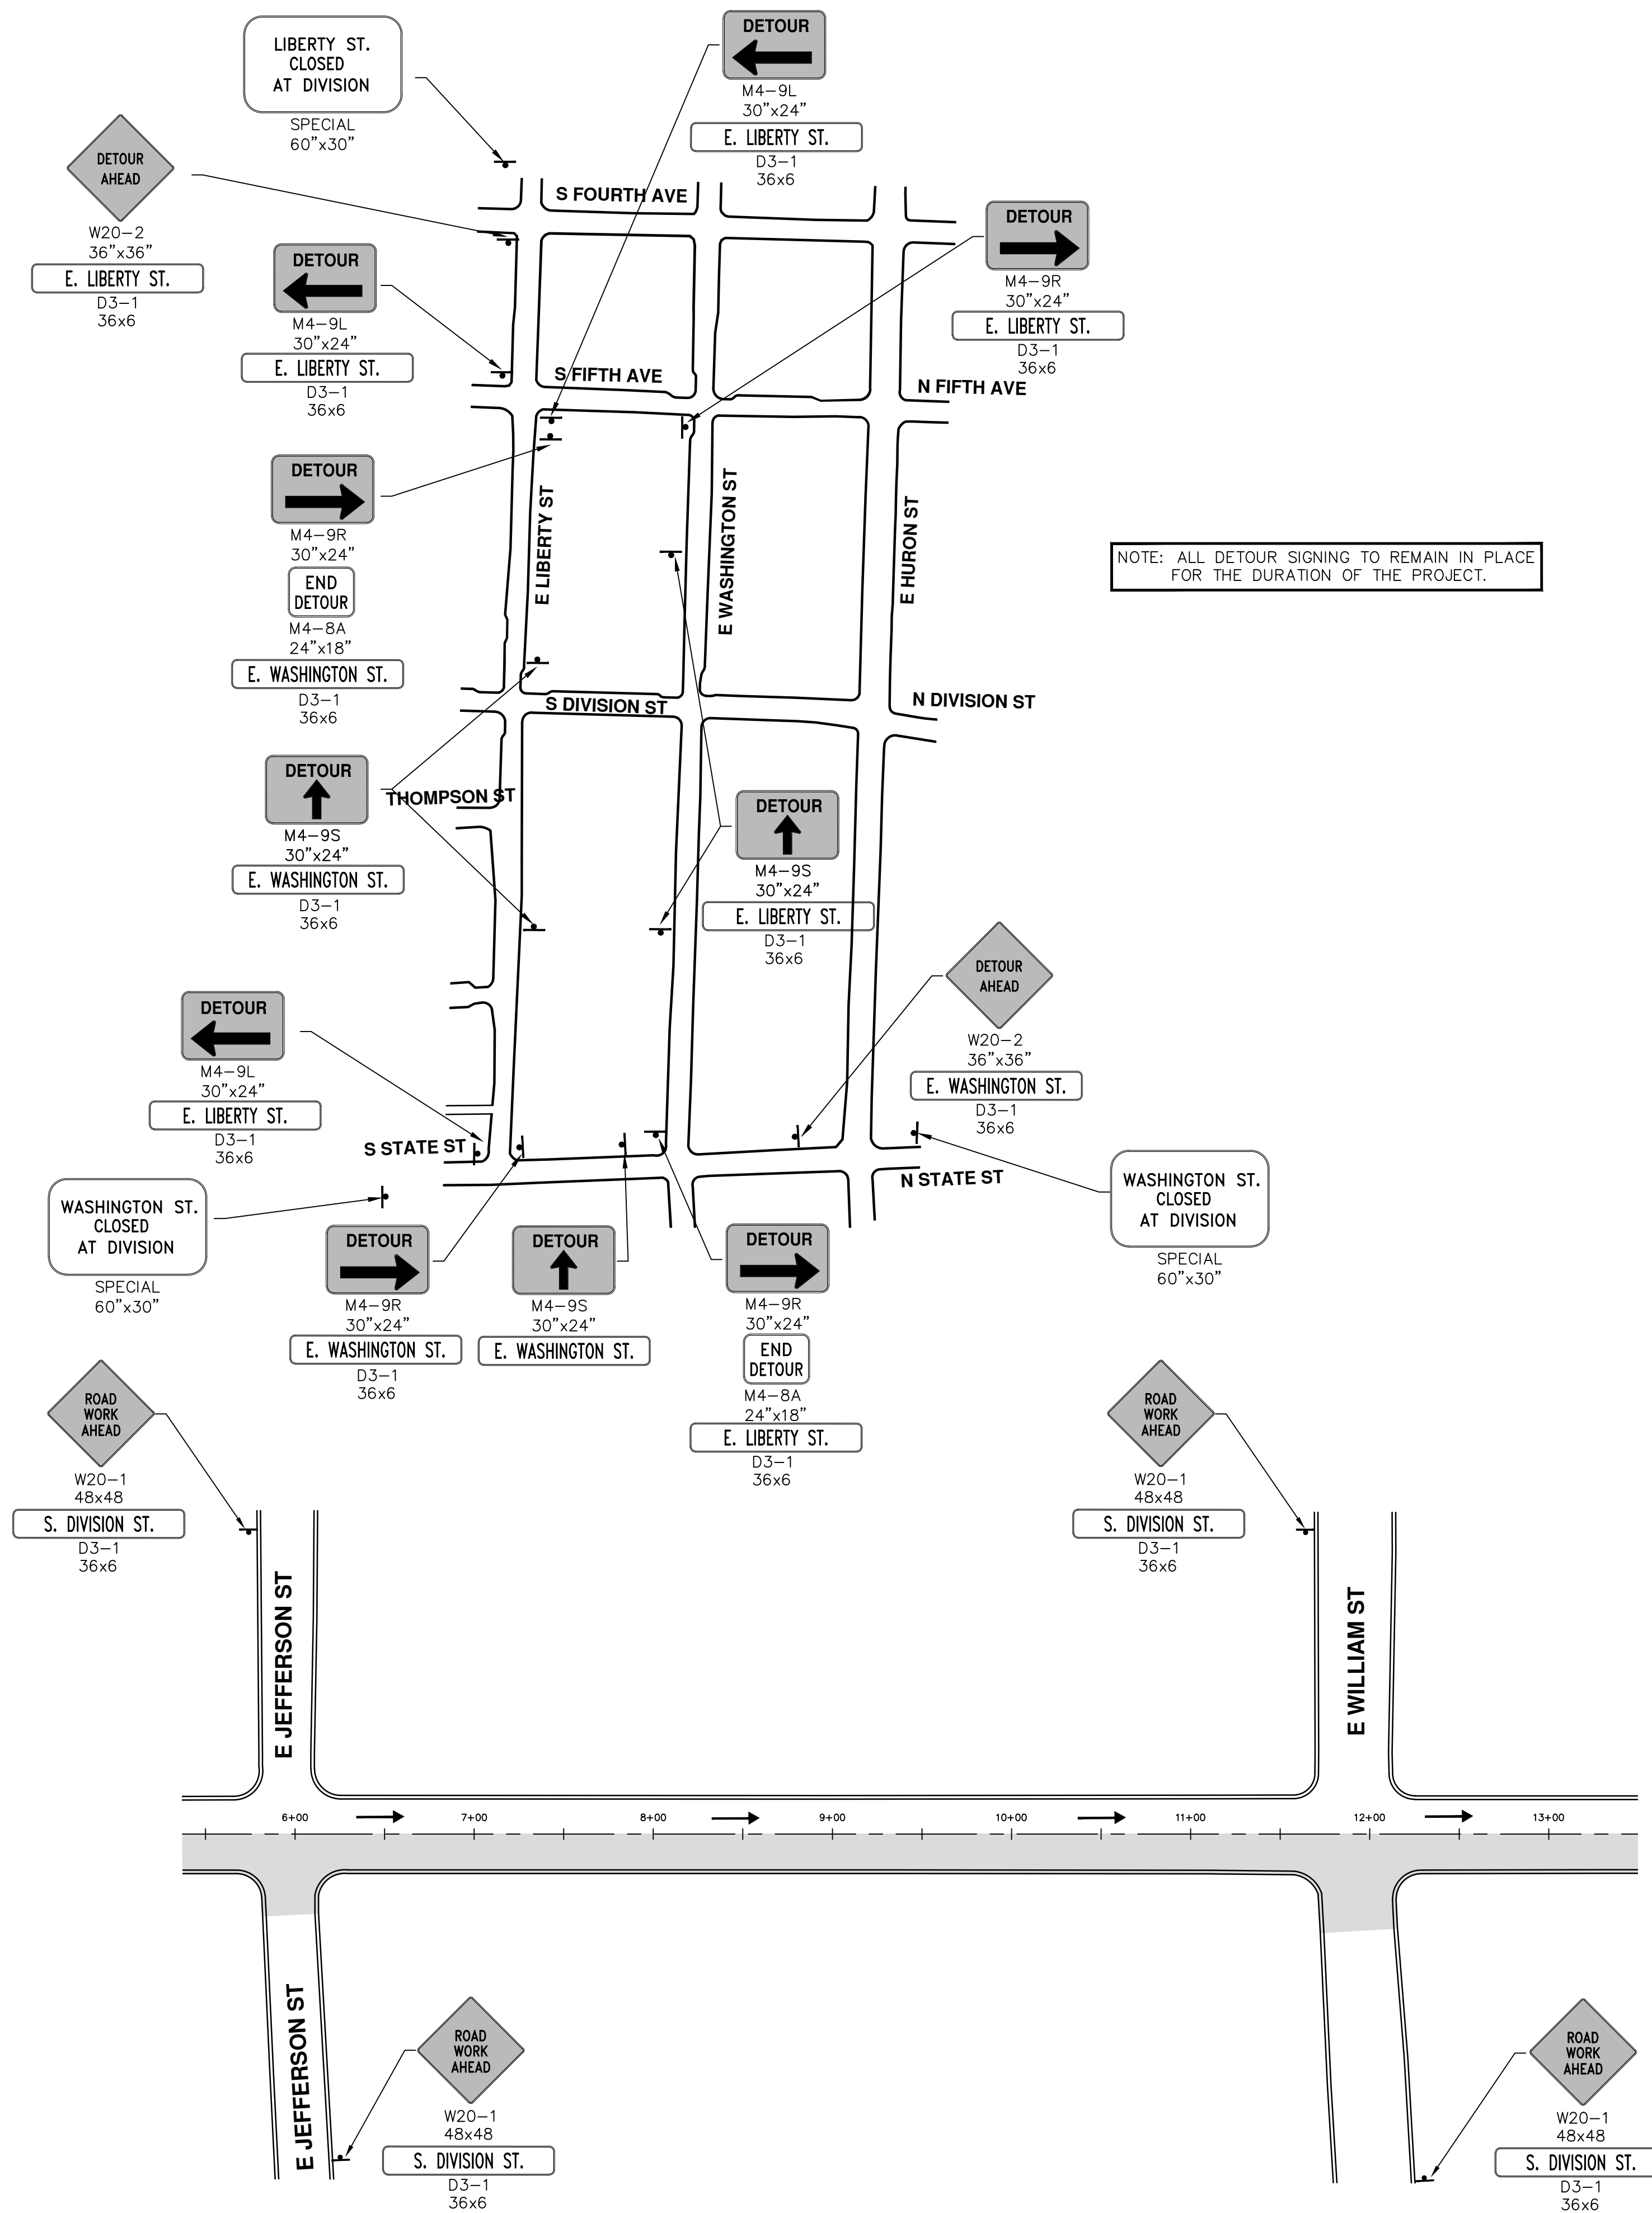 LIBERTY ST.
CLOSED
AT DIVISION
SPECIAL
60"x30"
DETOUR
M4-9L
30"x24"
E. LIBERTY ST.
D3-1
36x6
DETOUR
AHEAD
W20-2
36"x36"
E. LIBERTY ST.
D3-1
36x6
S FOURTH AVE
DETOUR
M4-9R
30"x24"
E. LIBERTY ST.
D3-1
36x6
DETOUR
M4-9L
30"x24"
E. LIBERTY ST.
D3-1
36x6
S FIFTH AVE
N FIFTH AVE
DETOUR
M4-9R
30"x24"
END
DETOUR
M4-8A
24"x18"
E. WASHINGTON ST.
D3-1
36x6
E LIBERTY ST
E WASHINGTON ST
E HURON ST
NOTE: ALL DETOUR SIGNING TO REMAIN IN PLACE
FOR THE DURATION OF THE PROJECT.
S DIVISION ST
N DIVISION ST
DETOUR
M4-9S
30"x24"
E. WASHINGTON ST.
D3-1
36x6
THOMPSON ST
DETOUR
M4-9S
30"x24"
E. LIBERTY ST.
D3-1
36x6
DETOUR
AHEAD
W20-2
36"x36"
E. WASHINGTON ST.
D3-1
36x6
DETOUR
M4-9L
30"x24"
E. LIBERTY ST.
D3-1
36x6
S STATE ST
N STATE ST
WASHINGTON ST.
CLOSED
AT DIVISION
SPECIAL
60"x30"
WASHINGTON ST.
CLOSED
AT DIVISION
SPECIAL
60"x30"
DETOUR
M4-9R
30"x24"
E. WASHINGTON ST.
D3-1
36x6
DETOUR
M4-9S
30"x24"
E. WASHINGTON ST.
DETOUR
M4-9R
30"x24"
END
DETOUR
M4-8A
24"x18"
E. LIBERTY ST.
D3-1
36x6
ROAD
WORK
AHEAD
W20-1
48x48
S. DIVISION ST.
D3-1
36x6
ROAD
WORK
AHEAD
W20-1
48x48
S. DIVISION ST.
D3-1
36x6
E JEFFERSON ST
E WILLIAM ST
6+00 7+00 8+00 9+00 10+00 11+00 12+00 13+00
E JEFFERSON ST
ROAD
WORK
AHEAD
W20-1
48x48
S. DIVISION ST.
D3-1
36x6
ROAD
WORK
AHEAD
W20-1
48x48
S. DIVISION ST.
D3-1
36x6